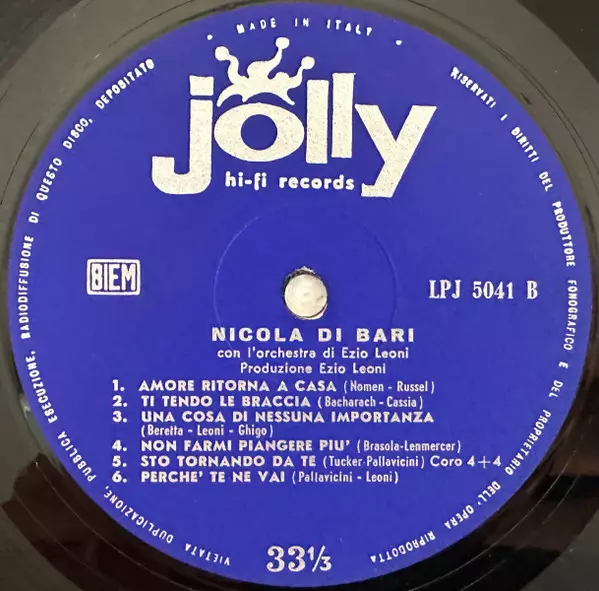 • MADE IN ITALY •
RISERVATI I DIRITTI DEL PRODUTTORE FONOGRAFICO E DEL PROPRIETARIO DELL'OPERA RIPRODOTTA
VIETATA DUPLICAZIONE, PUBBLICA ESECUZIONE, RADIODIFFUSIONE DI QUESTO DISCO, DEPOSITATO
jolly
hi-fi records
BIEM
LPJ 5041 B
NICOLA DI BARI
con l'orchestra di Ezio Leoni
Produzione Ezio Leoni
1. AMORE RITORNA A CASA (Nomen - Russel)
2. TI TENDO LE BRACCIA (Bacharach - Cassia)
3. UNA COSA DI NESSUNA IMPORTANZA
(Beretta - Leoni - Ghigo)
4. NON FARMI PIANGERE PIU' (Brasola-Lenmercer)
5. STO TORNANDO DA TE (Tucker-Pallavicini) Coro 4+4
6. PERCHE' TE NE VAI (Pallavicini - Leoni)
33⅓